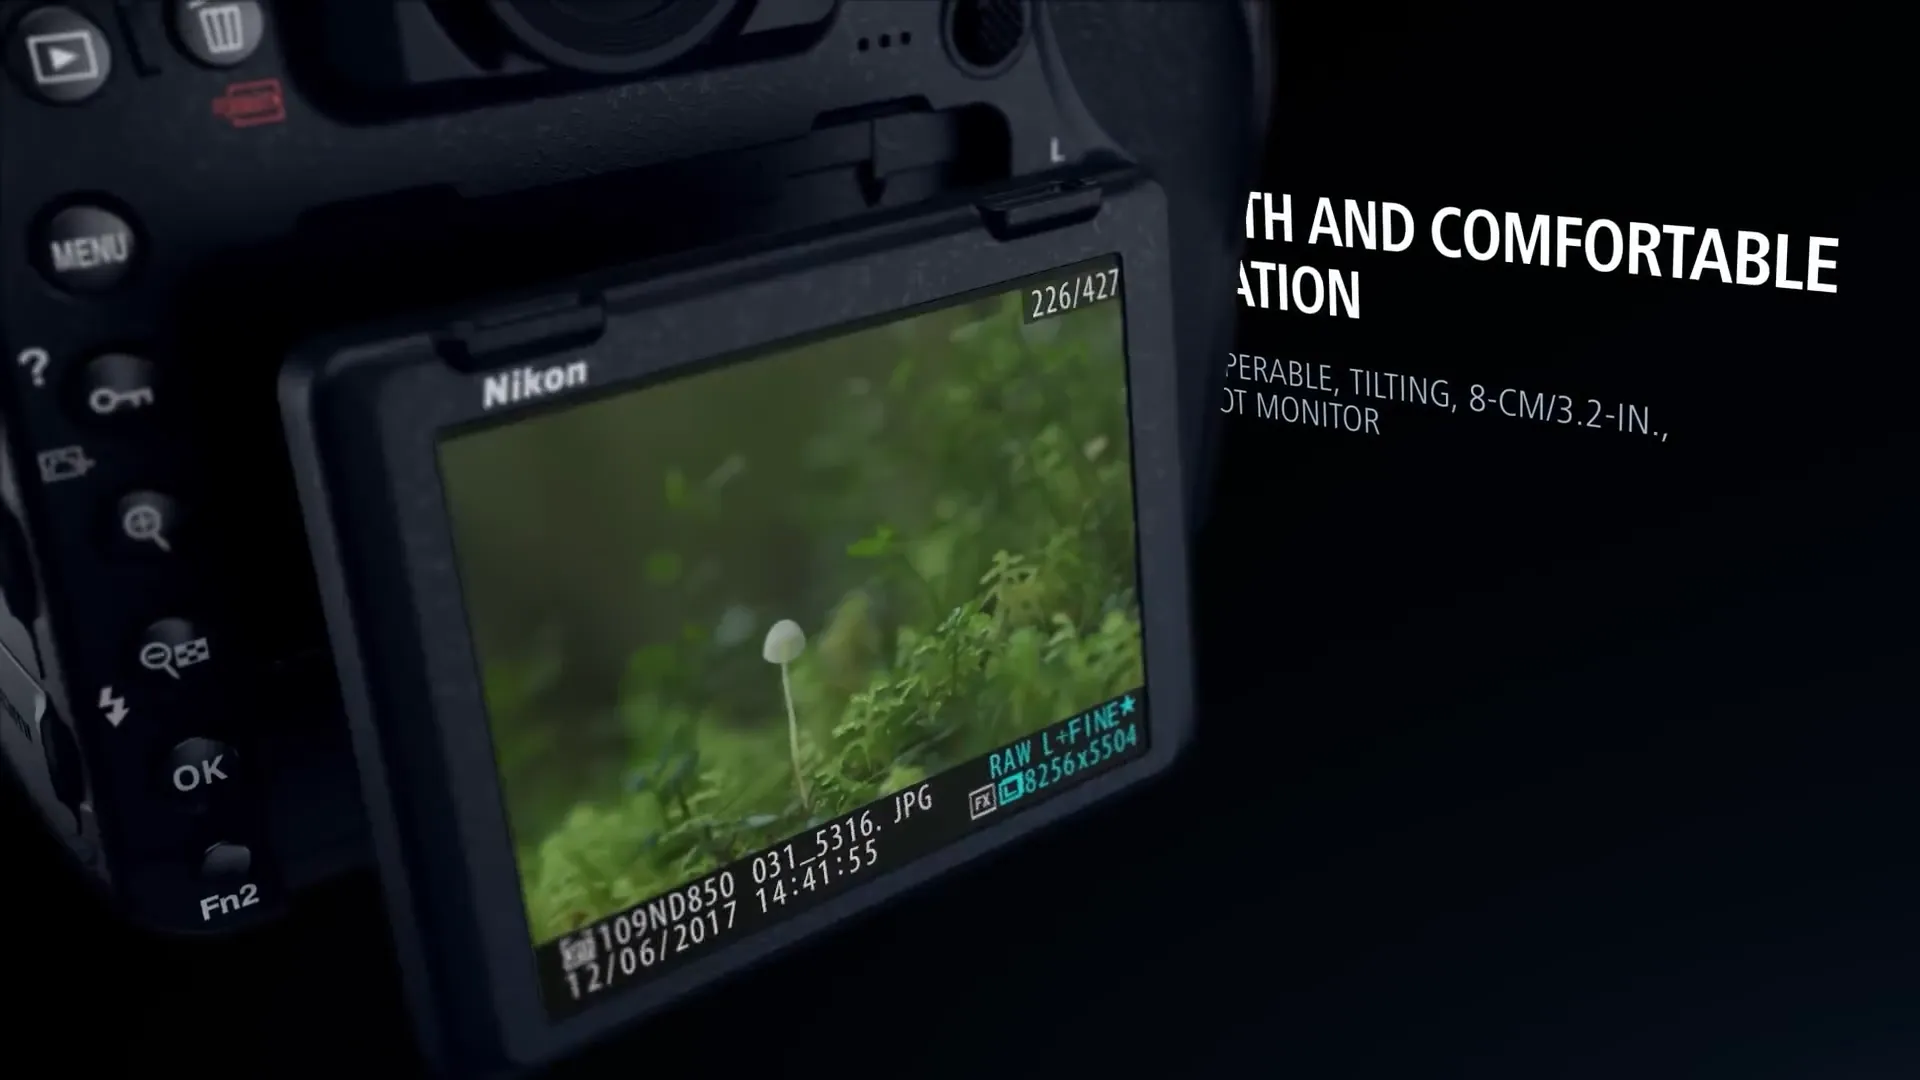 TH AND COMFORTABLE
ATION
PERABLE, TILTING, 8-CM/3.2-IN.,
OT MONITOR
L
MENU
?
Nikon
226/427
RAW L+FINE★
FX L 8256x5504
109ND850 031_5316. JPG
12/06/2017 14:41:55
OK
Fn2